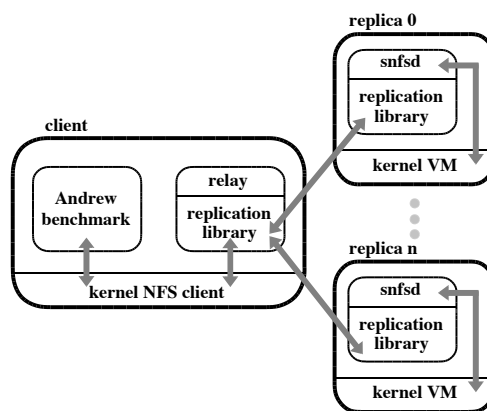 replica 0
snfsd
replication
library
kernel VM
client
Andrew
benchmark
relay
replication
library
kernel NFS client
replica n
snfsd
replication
library
kernel VM